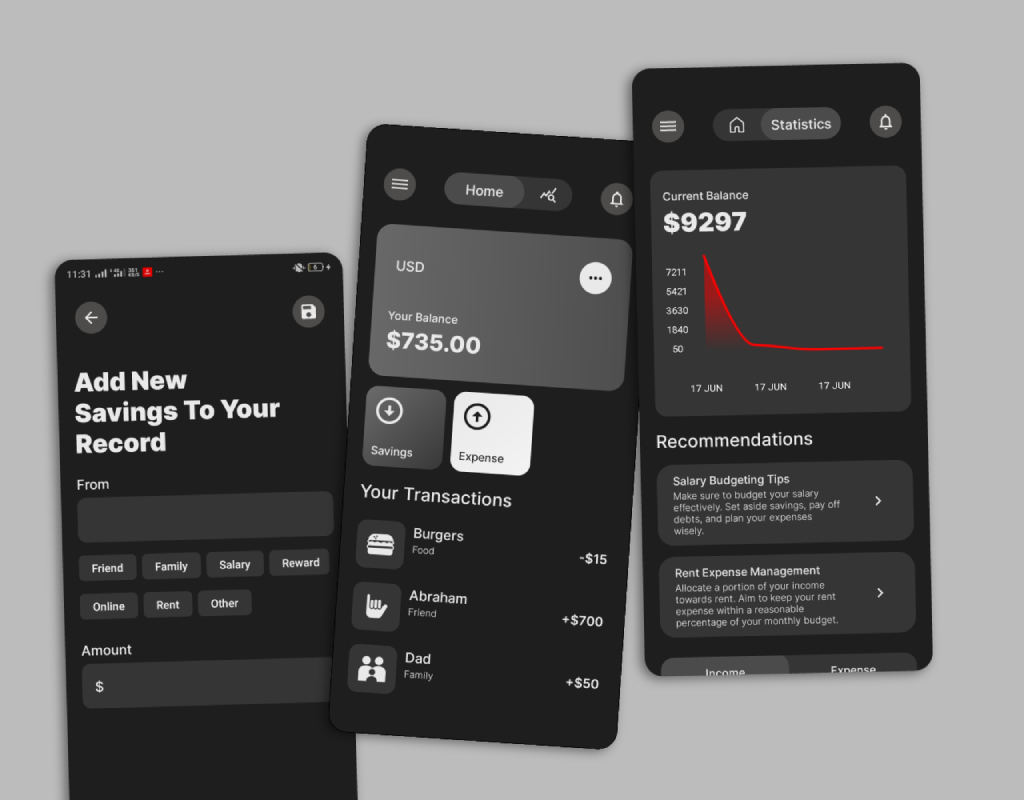 11:31
6
Add New
Savings To Your
Record
From
Friend
Family
Salary
Reward
Online
Rent
Other
Amount
$
Home
USD
Your Balance
$735.00
Savings
Expense
Your Transactions
Burgers
Food
-$15
Abraham
Friend
+$700
Dad
Family
+$50
Statistics
Current Balance
$9297
7211
5421
3630
1840
50
17 JUN
17 JUN
17 JUN
Recommendations
Salary Budgeting Tips
Make sure to budget your salary
effectively. Set aside savings, pay off
debts, and plan your expenses
wisely.
Rent Expense Management
Allocate a portion of your income
towards rent. Aim to keep your rent
expense within a reasonable
percentage of your monthly budget.
Income
Expense